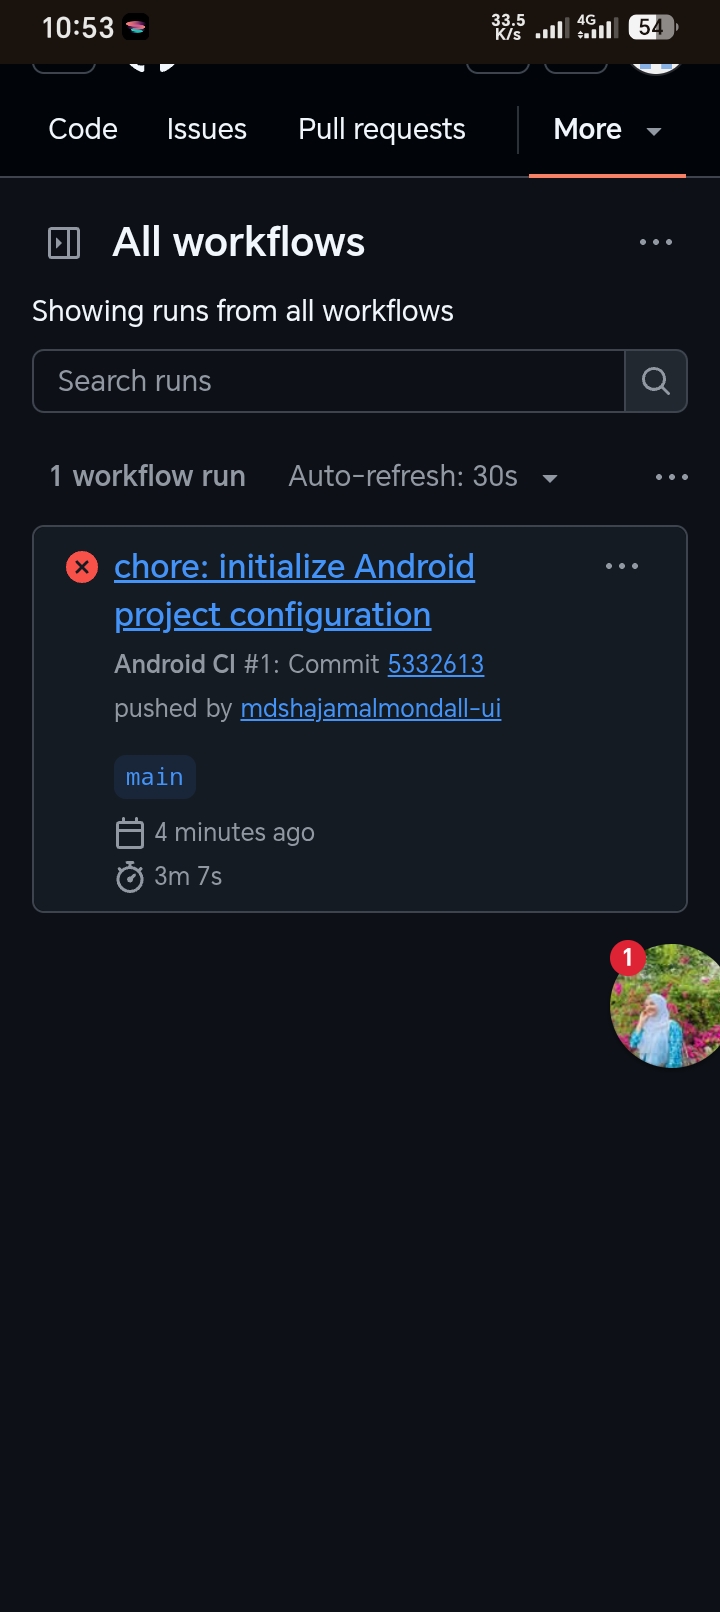 10:53
33.5
K/s
4G
54
Code
Issues
Pull requests
More
All workflows
Showing runs from all workflows
Search runs
1 workflow run
Auto-refresh: 30s
chore: initialize Android
project configuration
Android CI #1: Commit 5332613
pushed by mdshajamalmondall-ui
main
4 minutes ago
3m 7s
1